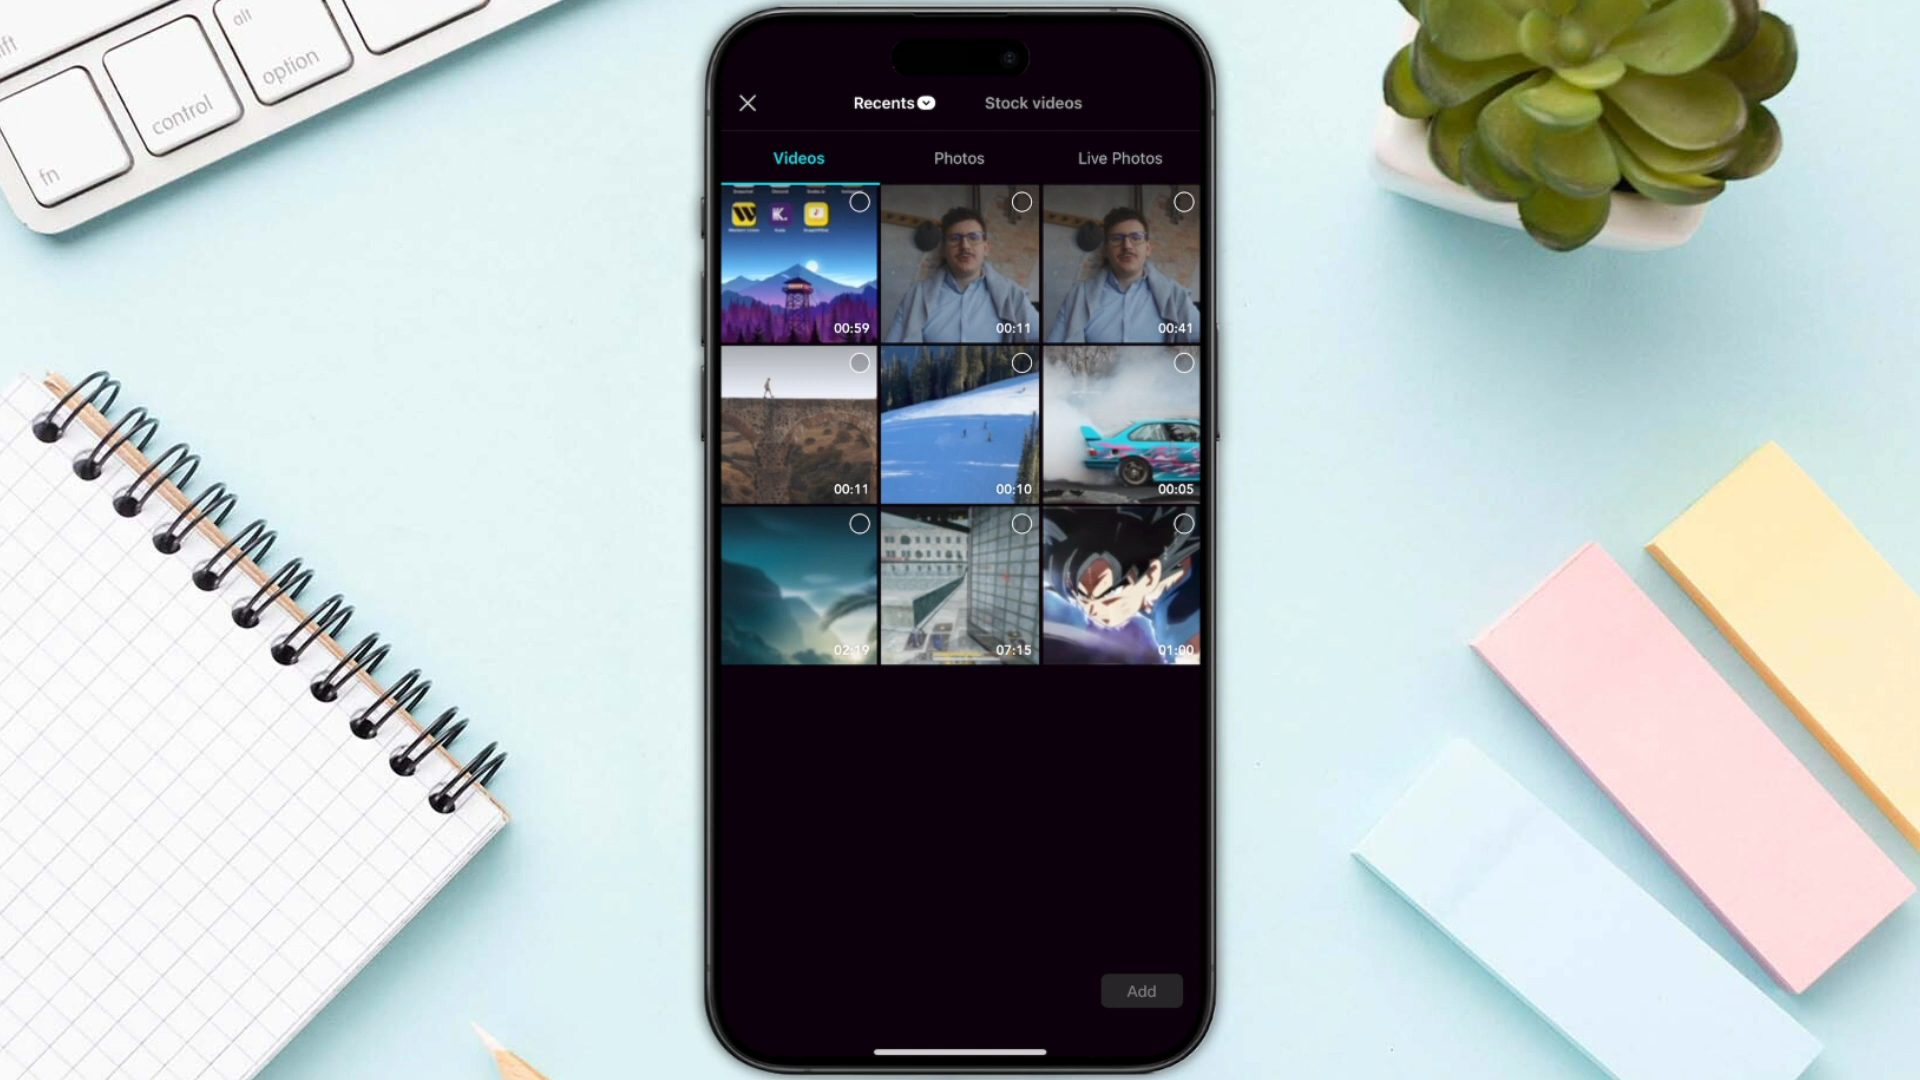 alt
option
control
fn
Recents
Stock videos
Videos
Photos
Live Photos
00:59
00:11
00:41
00:11
00:10
00:05
02:19
07:15
01:00
Add